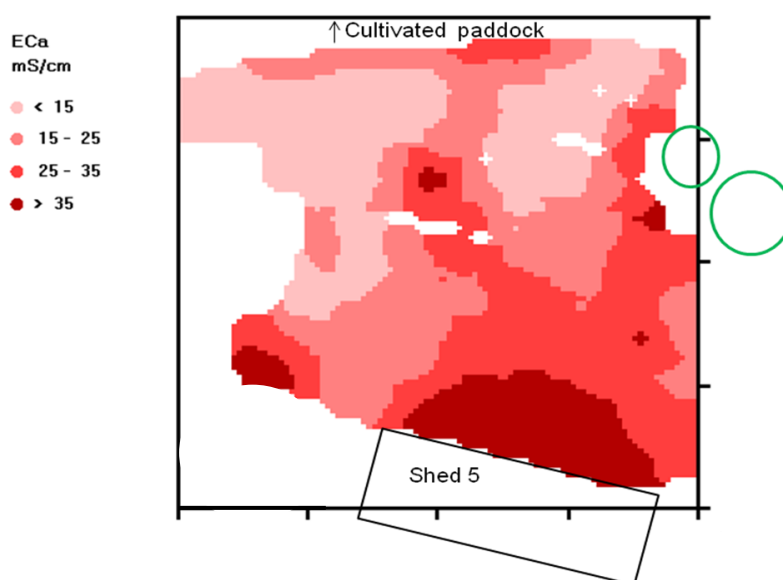 ↑ Cultivated paddock
ECa
mS/cm
< 15
15 - 25
25 - 35
> 35
Shed 5